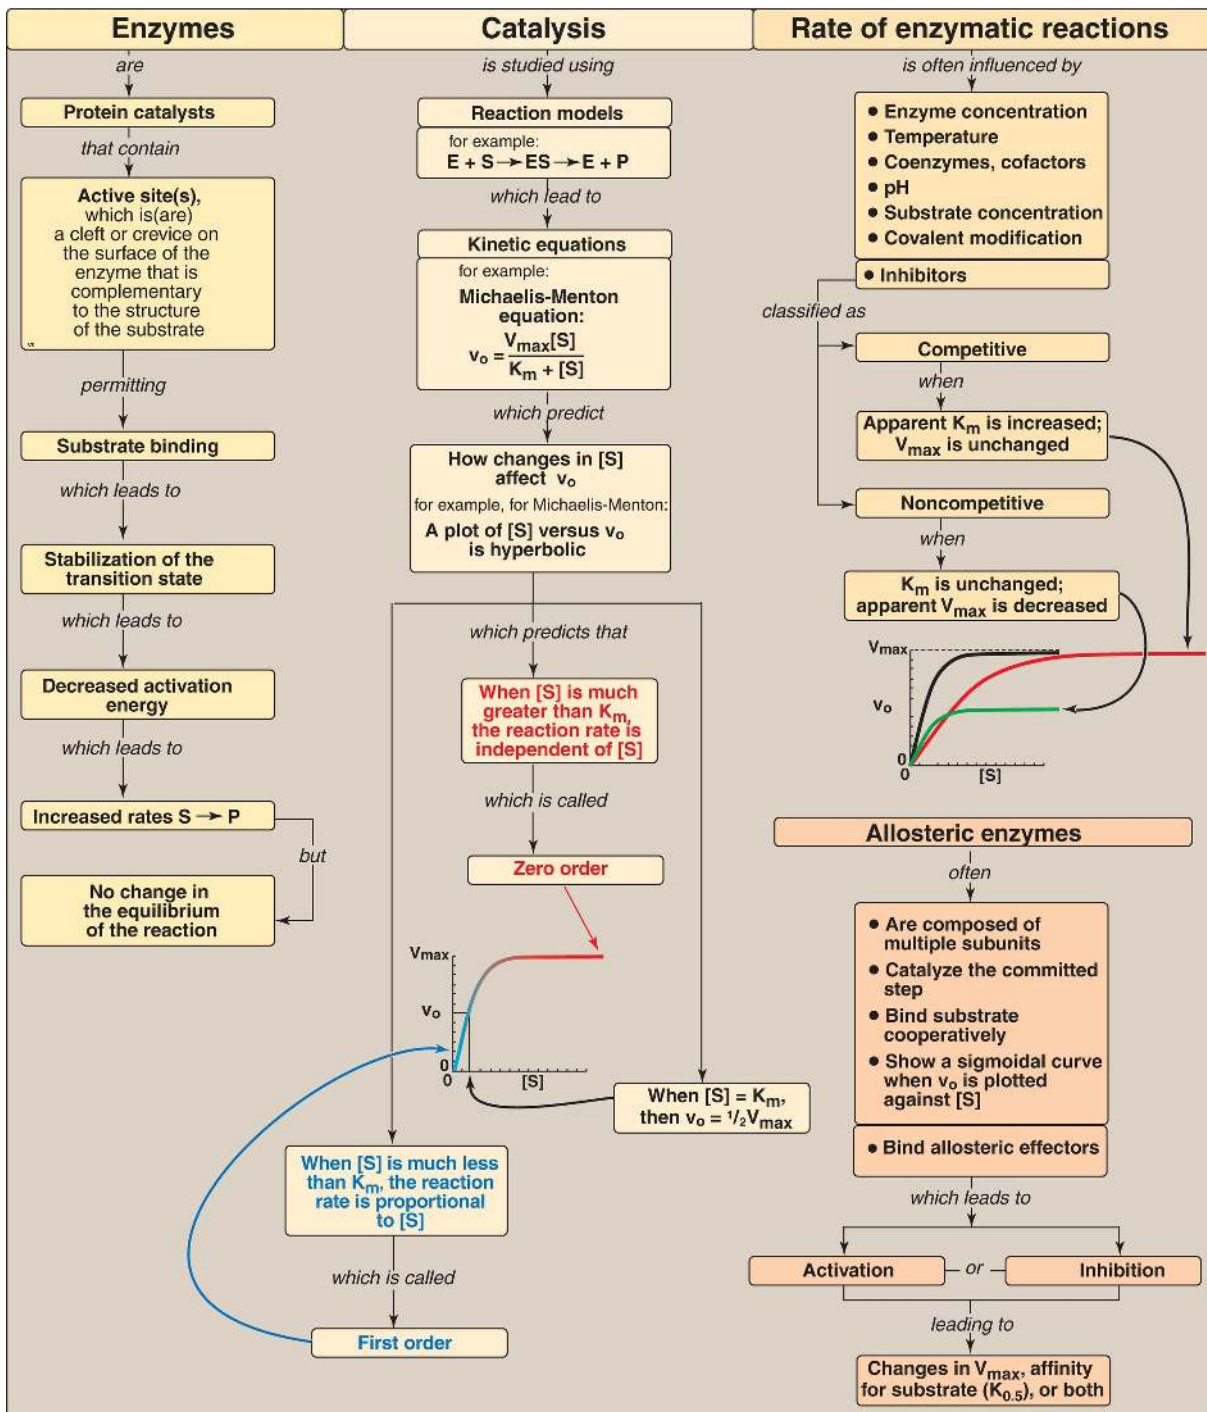 Enzymes
are
Protein catalysts
that contain
Active site(s),
which is(are)
a cleft or crevice on
the surface of the
enzyme that is
complementary
to the structure
of the substrate
permitting
Substrate binding
which leads to
Stabilization of the
transition state
which leads to
Decreased activation
energy
which leads to
Increased rates S → P
but
No change in
the equilibrium
of the reaction
Catalysis
is studied using
Reaction models
for example:
E + S → ES → E + P
which lead to
Kinetic equations
for example:
Michaelis-Menton
equation:
v₀ = Vmax[S] / Km + [S]
which predict
How changes in [S]
affect v₀
for example, for Michaelis-Menton:
A plot of [S] versus v₀
is hyperbolic
which predicts that
When [S] is much
greater than Km,
the reaction rate is
independent of [S]
which is called
Zero order
Vmax
v₀
0
0
[S]
When [S] = Km,
then v₀ = 1/2Vmax
When [S] is much less
than Km, the reaction
rate is proportional
to [S]
which is called
First order
Rate of enzymatic reactions
is often influenced by
● Enzyme concentration
● Temperature
● Coenzymes, cofactors
● pH
● Substrate concentration
● Covalent modification
● Inhibitors
classified as
Competitive
when
Apparent Km is increased;
Vmax is unchanged
Noncompetitive
when
Km is unchanged;
apparent Vmax is decreased
Vmax
v₀
0
0
[S]
Allosteric enzymes
often
● Are composed of
multiple subunits
● Catalyze the committed
step
● Bind substrate
cooperatively
● Show a sigmoidal curve
when v₀ is plotted
against [S]
● Bind allosteric effectors
which leads to
Activation or Inhibition
leading to
Changes in Vmax, affinity
for substrate (K0.5), or both